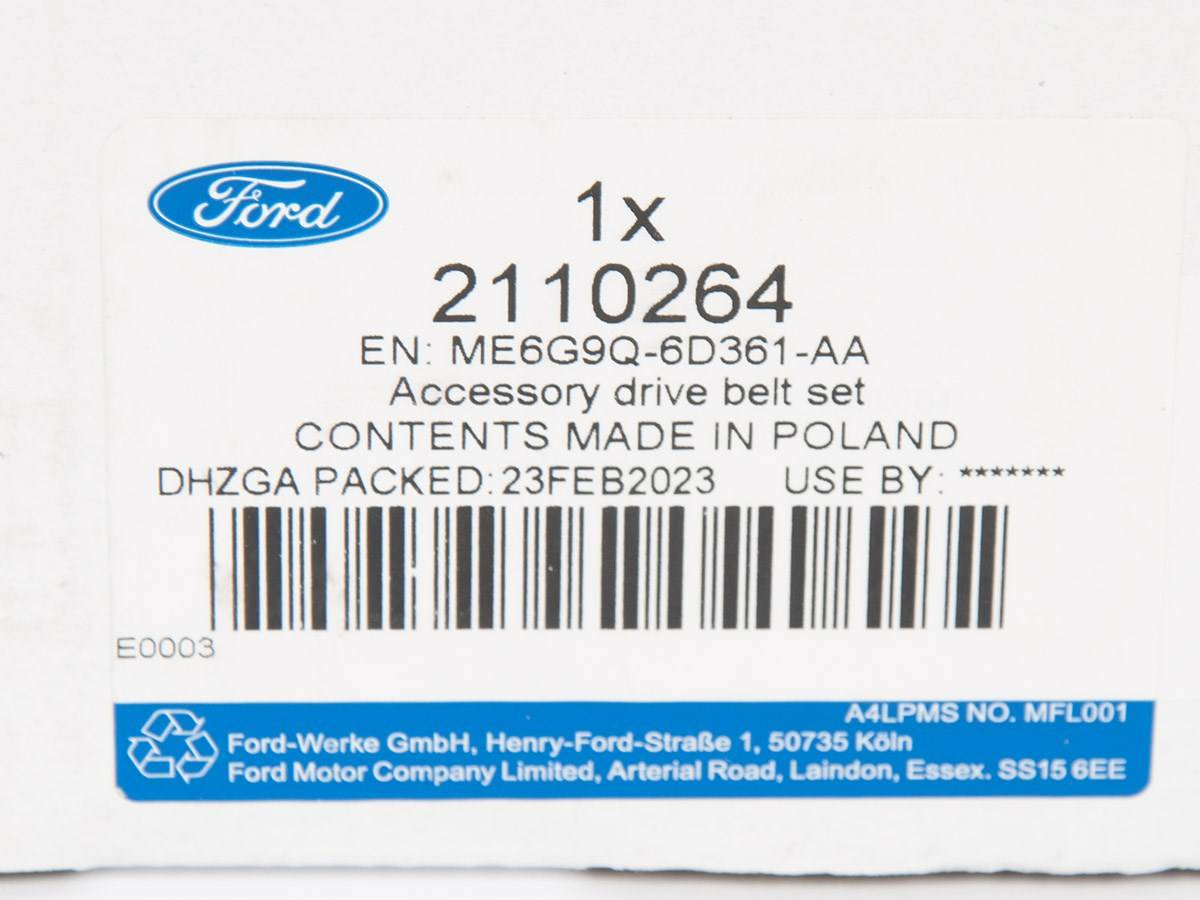 Ford
1x
2110264
EN: ME6G9Q-6D361-AA
Accessory drive belt set
CONTENTS MADE IN POLAND
DHZGA PACKED:23FEB2023 USE BY: *******
E0003
A4LPMS NO. MFL001
Ford-Werke GmbH, Henry-Ford-Straße 1, 50735 Köln
Ford Motor Company Limited, Arterial Road, Laindon, Essex. SS15 6EE